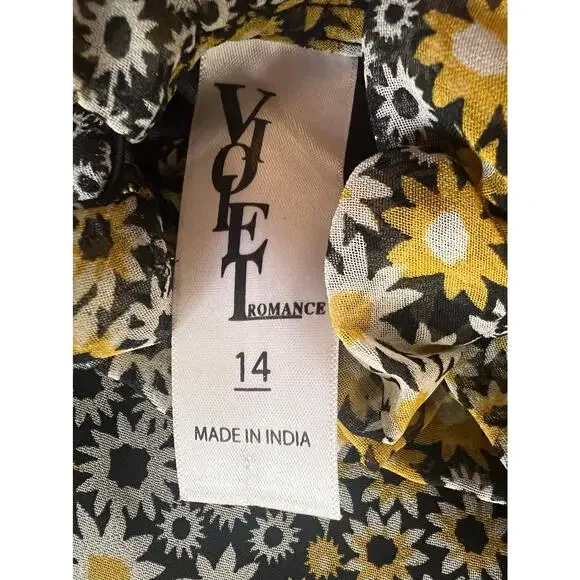 VIOLET
ROMANCE
14
MADE IN INDIA